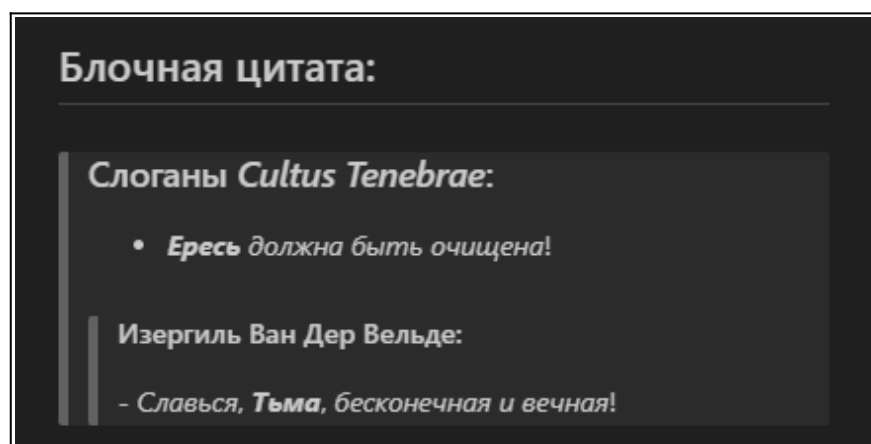 Блочная цитата:
Слоганы Cultus Tenebrae:
• Ересь должна быть очищена!
Изергиль Ван Дер Вельде:
- Славься, Тьма, бесконечная и вечная!